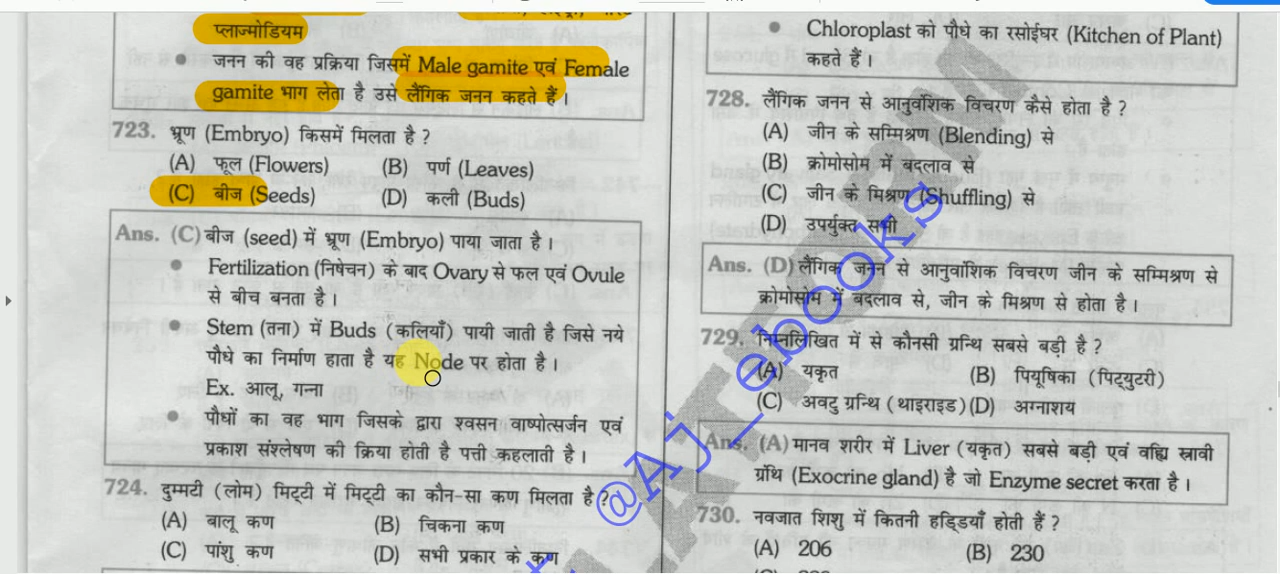 प्लाज्मोडियम
जनन की वह प्रक्रिया जिसमें Male gamite एवं Female
gamite भाग लेता है उसे लैंगिक जनन कहते हैं।
723. भ्रूण (Embryo) किसमें मिलता है ?
(A) फूल (Flowers) (B) पर्ण (Leaves)
(C) बीज (Seeds) (D) कली (Buds)
Ans. (C) बीज (seed) में भ्रूण (Embryo) पाया जाता है।
Fertilization (निषेचन) के बाद Ovary से फल एवं Ovule
से बीच बनता है।
Stem (तना) में Buds (कलियाँ) पायी जाती है जिसे नये
पौधे का निर्माण हाता है यह Node पर होता है।
Ex. आलू, गन्ना
पौधों का वह भाग जिसके द्वारा श्वसन वाष्पोत्सर्जन एवं
प्रकाश संश्लेषण की क्रिया होती है पत्ती कहलाती है।
724. दुम्मटी (लोम) मिट्टी में मिट्टी का कौन-सा कण मिलता है ?
(A) बालू कण (B) चिकना कण
(C) पांशु कण (D) सभी प्रकार के कण
Chloroplast को पौधे का रसोईघर (Kitchen of Plant)
कहते हैं।
728. लैंगिक जनन से आनुवंशिक विचरण कैसे होता है ?
(A) जीन के सम्मिश्रण (Blending) से
(B) क्रोमोसोम में बदलाव से
(C) जीन के मिश्रण (Shuffling) से
(D) उपर्युक्त सभी
Ans. (D) लैंगिक जनन से आनुवांशिक विचरण जीन के सम्मिश्रण से
क्रोमोसोम में बदलाव से, जीन के मिश्रण से होता है।
729. निम्नलिखित में से कौनसी ग्रन्थि सबसे बड़ी है ?
(A) यकृत (B) पियूषिका (पिट्युटरी)
(C) अवटु ग्रन्थि (थाइराइड) (D) अग्नाशय
Ans. (A) मानव शरीर में Liver (यकृत) सबसे बड़ी एवं वह्यि स्त्रावी
ग्रंथि (Exocrine gland) है जो Enzyme secret करता है।
730. नवजात शिशु में कितनी हड्डियाँ होती हैं ?
(A) 206 (B) 230
@AJ_ebooks